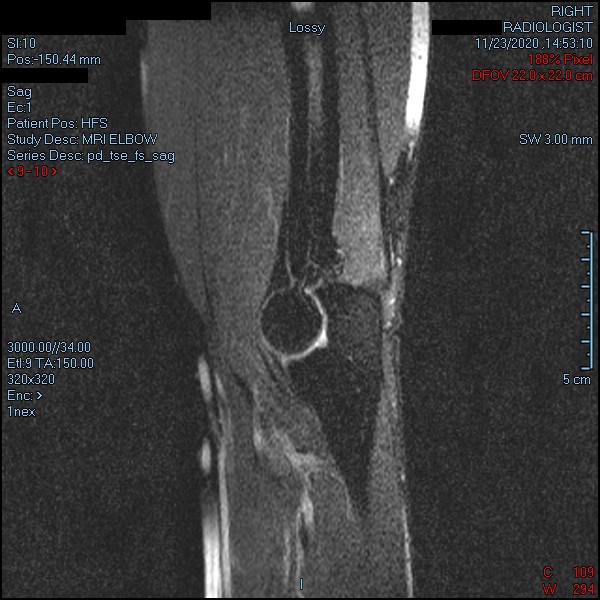 Lossy
RIGHT
RADIOLOGIST
11/23/2020 ,14:53:10
188% Pixel
DFOV 22.0 x 22.0 cm
SW 3.00 mm
SI:10
Pos:-150.44 mm
Sag
Ec:1
Patient Pos: HFS
Study Desc: MRI ELBOW
Series Desc: pd_tse_fs_sag
< 9 - 10 >
A
3000.00//34.00
Etl:9 TA:150.00
320x320
Enc: >
1nex
5 cm
I
C 109
W 294